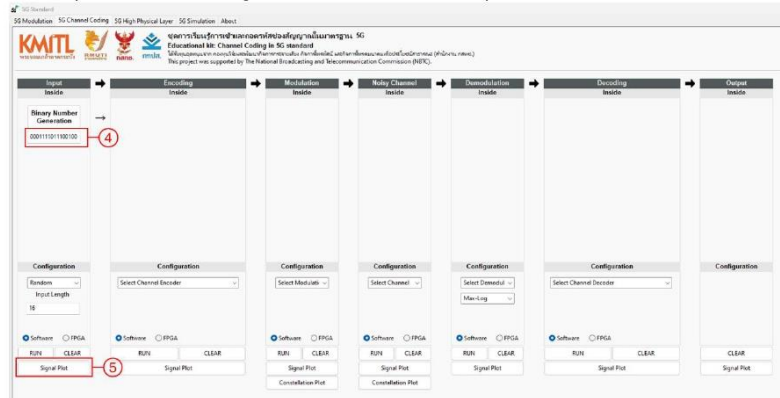 5G Standard
5G Modulation 5G Channel Coding 5G High Physical Layer 5G Simulation About
KMITL
ชุดการเรียนรู้การเข้าและถอดรหัสช่องสัญญาณในมาตรฐาน 5G
Educational kit: Channel Coding in 5G standard
This project was supported by The National Broadcasting and Telecommunication Commission (NBTC).
Input Encoding Modulation Noisy Channel Demodulation Decoding Output
Inside Inside Inside Inside Inside Inside Inside
Binary Number
Generation
0001111011100100
4
Configuration Configuration Configuration Configuration Configuration Configuration Configuration
Random Select Channel Encoder Select Modulati Select Channel Select Demodul Select Channel Decoder
Input Length Max-Log
16
Software FPGA Software FPGA Software FPGA Software FPGA Software FPGA Software FPGA
RUN CLEAR RUN CLEAR RUN CLEAR RUN CLEAR RUN CLEAR RUN CLEAR CLEAR
Signal Plot 5 Signal Plot Signal Plot Signal Plot Signal Plot Signal Plot Signal Plot
Constellation Plot Constellation Plot